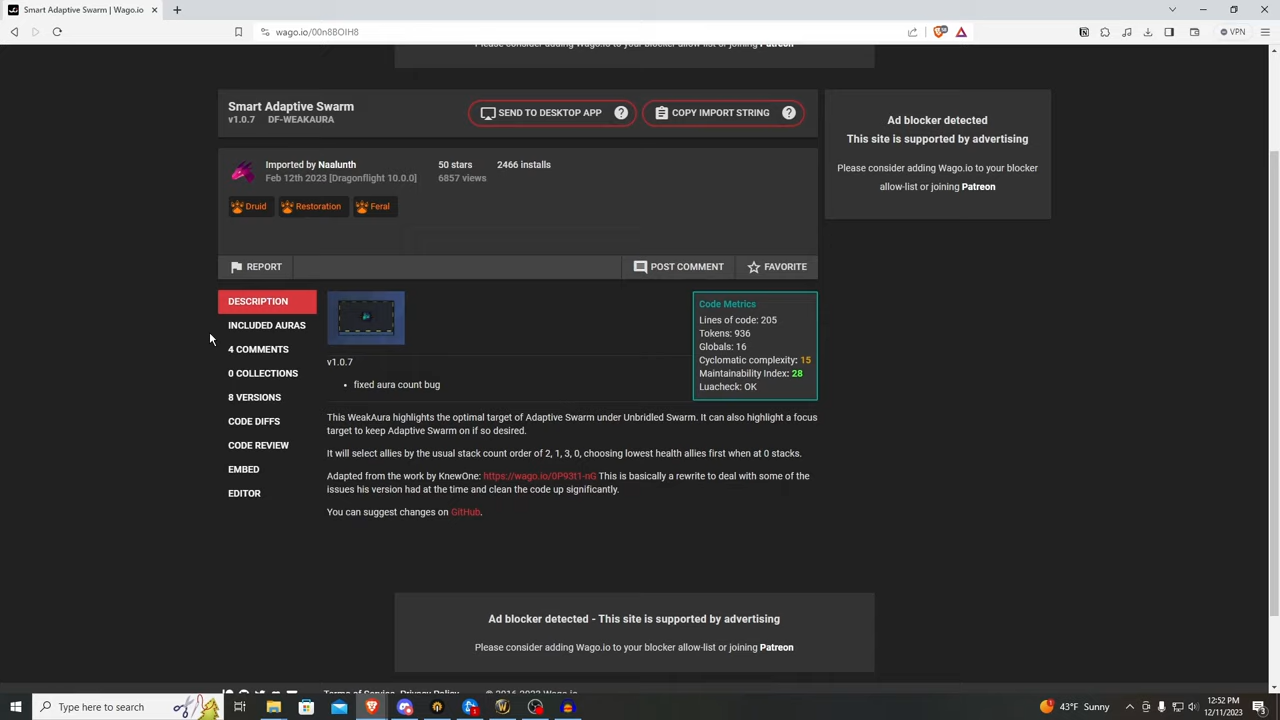 Smart Adaptive Swarm | Wago.io
wago.io/00n8BOIH8
VPN
Please consider adding Wago.io to your blocker allow-list or joining Patreon
Smart Adaptive Swarm
v1.0.7 DF-WEAKAURA
SEND TO DESKTOP APP ?
COPY IMPORT STRING ?
Imported by Naalunth
Feb 12th 2023 [Dragonflight 10.0.0]
50 stars 2466 installs
6857 views
Druid Restoration Feral
REPORT
POST COMMENT
FAVORITE
Ad blocker detected
This site is supported by advertising
Please consider adding Wago.io to your blocker
allow-list or joining Patreon
DESCRIPTION
INCLUDED AURAS
4 COMMENTS
0 COLLECTIONS
8 VERSIONS
CODE DIFFS
CODE REVIEW
EMBED
EDITOR
v1.0.7
• fixed aura count bug
Code Metrics
Lines of code: 205
Tokens: 936
Globals: 16
Cyclomatic complexity: 15
Maintainability Index: 28
Luacheck: OK
This WeakAura highlights the optimal target of Adaptive Swarm under Unbridled Swarm. It can also highlight a focus
target to keep Adaptive Swarm on if so desired.
It will select allies by the usual stack count order of 2, 1, 3, 0, choosing lowest health allies first when at 0 stacks.
Adapted from the work by KnewOne: https://wago.io/0P93t1-nG This is basically a rewrite to deal with some of the
issues his version had at the time and clean the code up significantly.
You can suggest changes on GitHub.
Ad blocker detected - This site is supported by advertising
Please consider adding Wago.io to your blocker allow-list or joining Patreon
Terms of Service Privacy Policy © 2016-2023 Wago.io
Type here to search
43°F Sunny
12:52 PM
12/11/2023